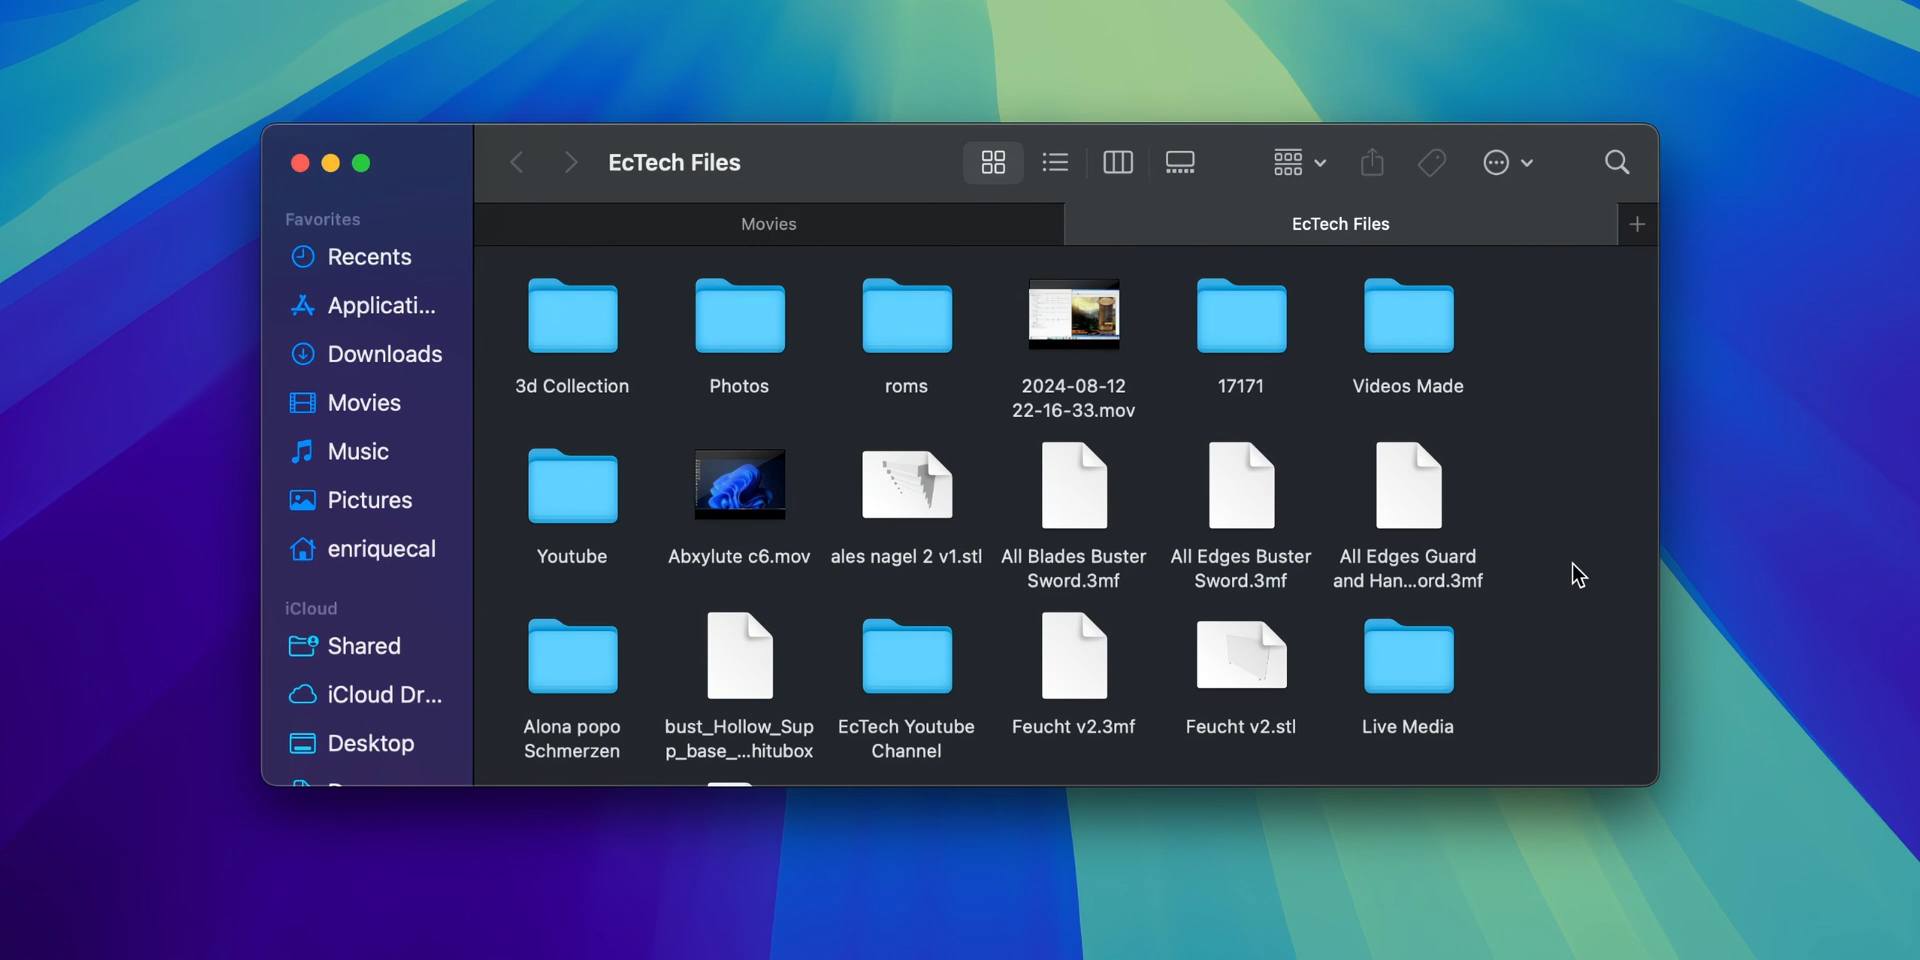 EcTech Files
Favorites
Recents
Applicati...
Downloads
Movies
Music
Pictures
enriquecal
iCloud
Shared
iCloud Dr...
Desktop
Movies
EcTech Files
3d Collection
Photos
roms
2024-08-12
22-16-33.mov
17171
Videos Made
Youtube
Abxylute c6.mov
ales nagel 2 v1.stl
All Blades Buster
Sword.3mf
All Edges Buster
Sword.3mf
All Edges Guard
and Han...ord.3mf
Alona popo
Schmerzen
bust_Hollow_Sup
p_base_...hitubox
EcTech Youtube
Channel
Feucht v2.3mf
Feucht v2.stl
Live Media